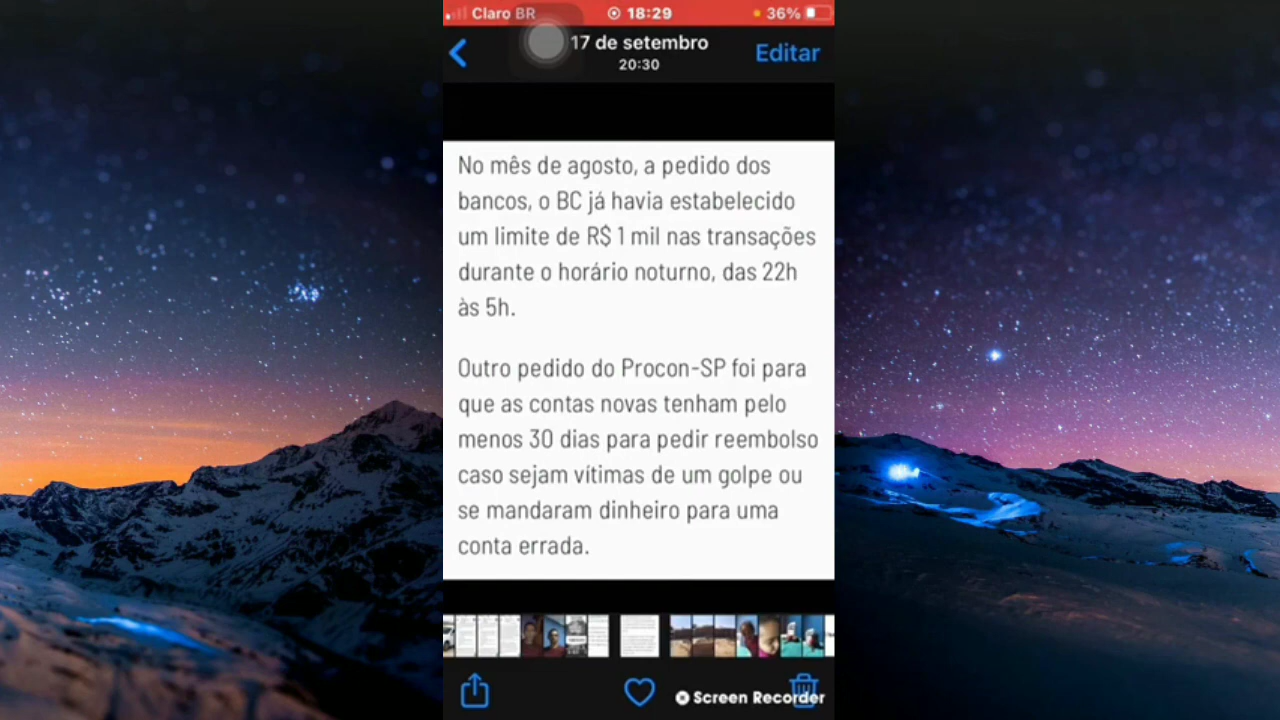 Claro BR 18:29 36%
17 de setembro Editar
20:30
No mês de agosto, a pedido dos
bancos, o BC já havia estabelecido
um limite de R$ 1 mil nas transações
durante o horário noturno, das 22h
às 5h.
Outro pedido do Procon-SP foi para
que as contas novas tenham pelo
menos 30 dias para pedir reembolso
caso sejam vítimas de um golpe ou
se mandaram dinheiro para uma
conta errada.
Screen Recorder